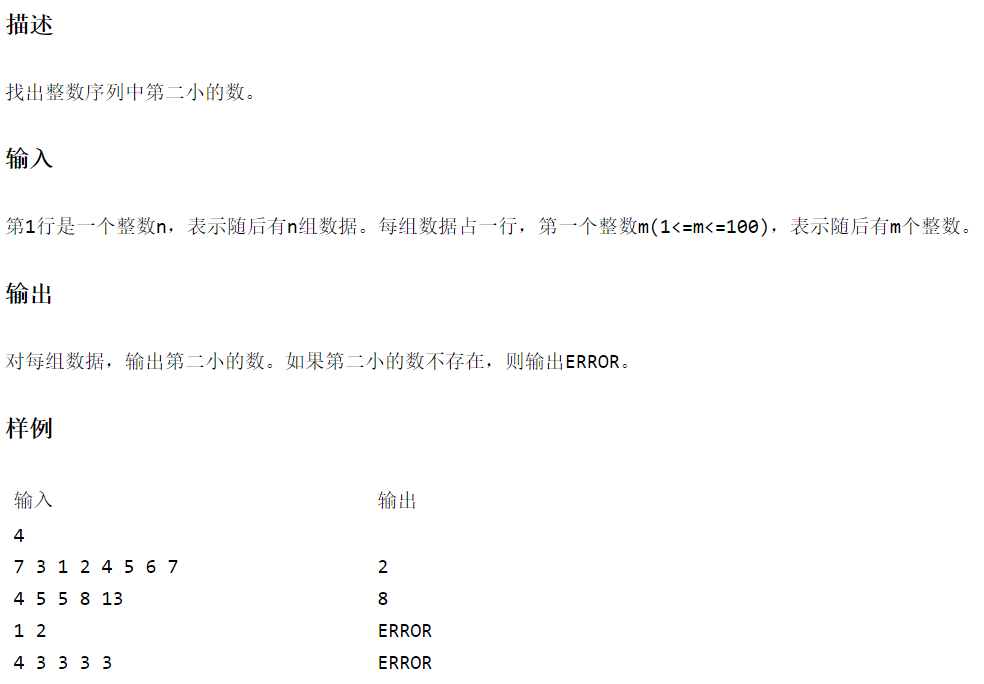 描述
找出整数序列中第二小的数。
输入
第1行是一个整数n，表示随后有n组数据。每组数据占一行，第一个整数m(1<=m<=100)，表示随后有m个整数。
输出
对每组数据，输出第二小的数。如果第二小的数不存在，则输出ERROR。
样例
输入 输出
4
7 3 1 2 4 5 6 7 2
4 5 5 8 13 8
1 2 ERROR
4 3 3 3 3 ERROR